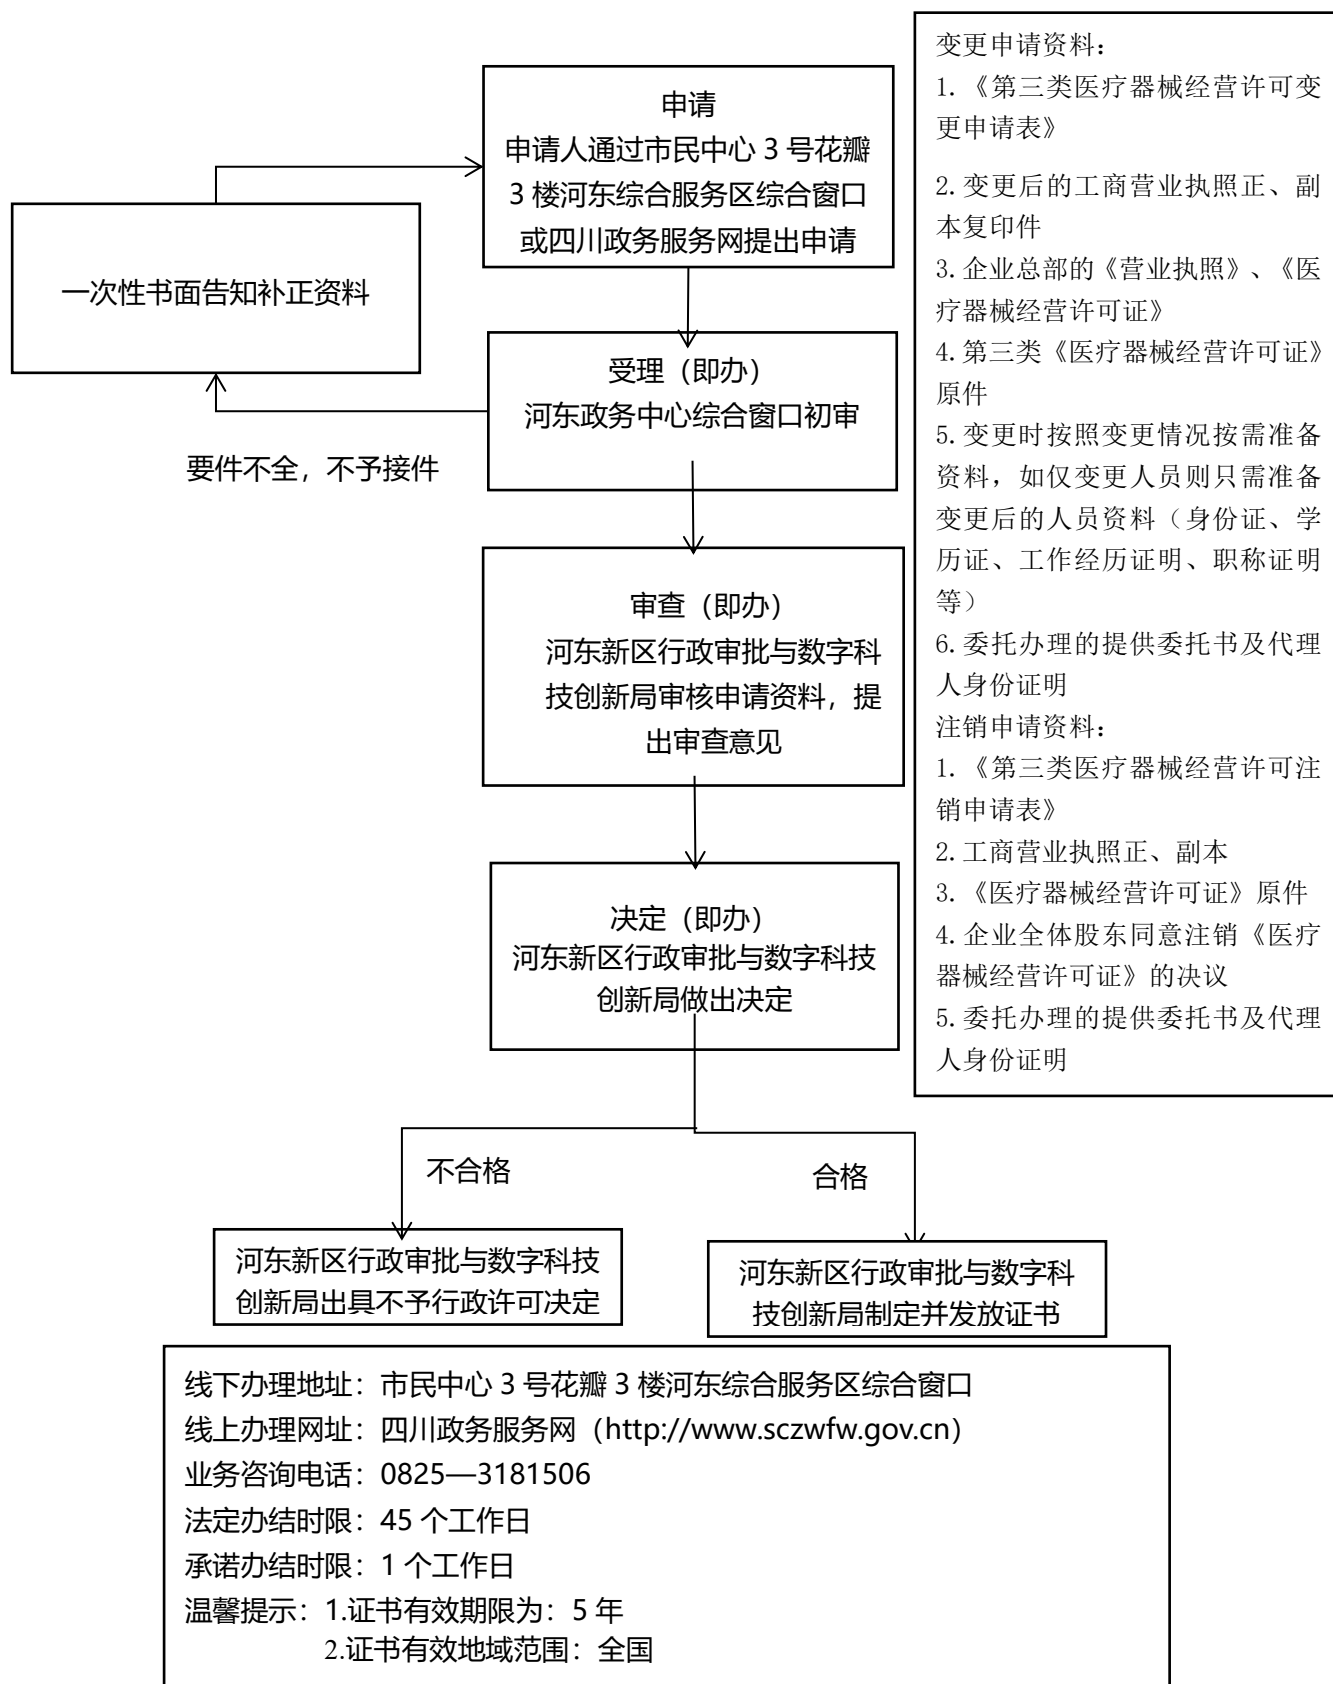 申请
申请人通过市民中心 3 号花瓣
3 楼河东综合服务区综合窗口
或四川政务服务网提出申请
一次性书面告知补正资料
受理（即办）
河东政务中心综合窗口初审
要件不全，不予接件
审查（即办）
河东新区行政审批与数字科
技创新局审核申请资料，提
出审查意见
决定（即办）
河东新区行政审批与数字科技
创新局做出决定
不合格
合格
河东新区行政审批与数字科技
创新局出具不予行政许可决定
河东新区行政审批与数字科
技创新局制定并发放证书
变更申请资料：
1.《第三类医疗器械经营许可变
更申请表》
2.变更后的工商营业执照正、副
本复印件
3.企业总部的《营业执照》、《医
疗器械经营许可证》
4.第三类《医疗器械经营许可证》
原件
5.变更时按照变更情况按需准备
资料，如仅变更人员则只需准备
变更后的人员资料（身份证、学
历证、工作经历证明、职称证明
等）
6.委托办理的提供委托书及代理
人身份证明
注销申请资料：
1.《第三类医疗器械经营许可注
销申请表》
2.工商营业执照正、副本
3.《医疗器械经营许可证》原件
4.企业全体股东同意注销《医疗
器械经营许可证》的决议
5.委托办理的提供委托书及代理
人身份证明
线下办理地址：市民中心 3 号花瓣 3 楼河东综合服务区综合窗口
线上办理网址：四川政务服务网（http://www.sczwfw.gov.cn）
业务咨询电话：0825—3181506
法定办结时限：45 个工作日
承诺办结时限：1 个工作日
温馨提示：1.证书有效期限为：5 年
2.证书有效地域范围：全国